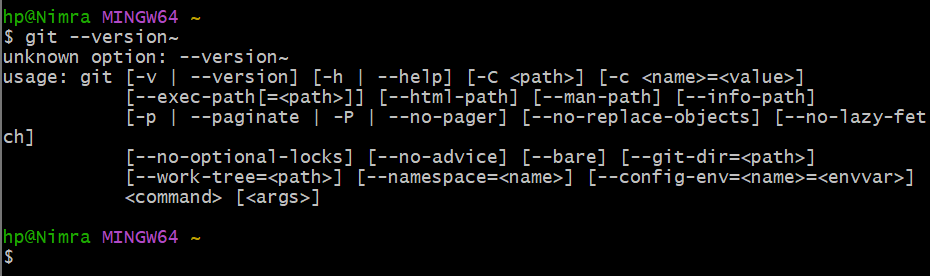 hp@Nimra MINGW64 ~
$ git --version~
unknown option: --version~
usage: git [-v | --version] [-h | --help] [-C <path>] [-c <name>=<value>]
           [--exec-path[=<path>]] [--html-path] [--man-path] [--info-path]
           [-p | --paginate | -P | --no-pager] [--no-replace-objects] [--no-lazy-fet
ch]
           [--no-optional-locks] [--no-advice] [--bare] [--git-dir=<path>]
           [--work-tree=<path>] [--namespace=<name>] [--config-env=<name>=<envvar>]
           <command> [<args>]

hp@Nimra MINGW64 ~
$